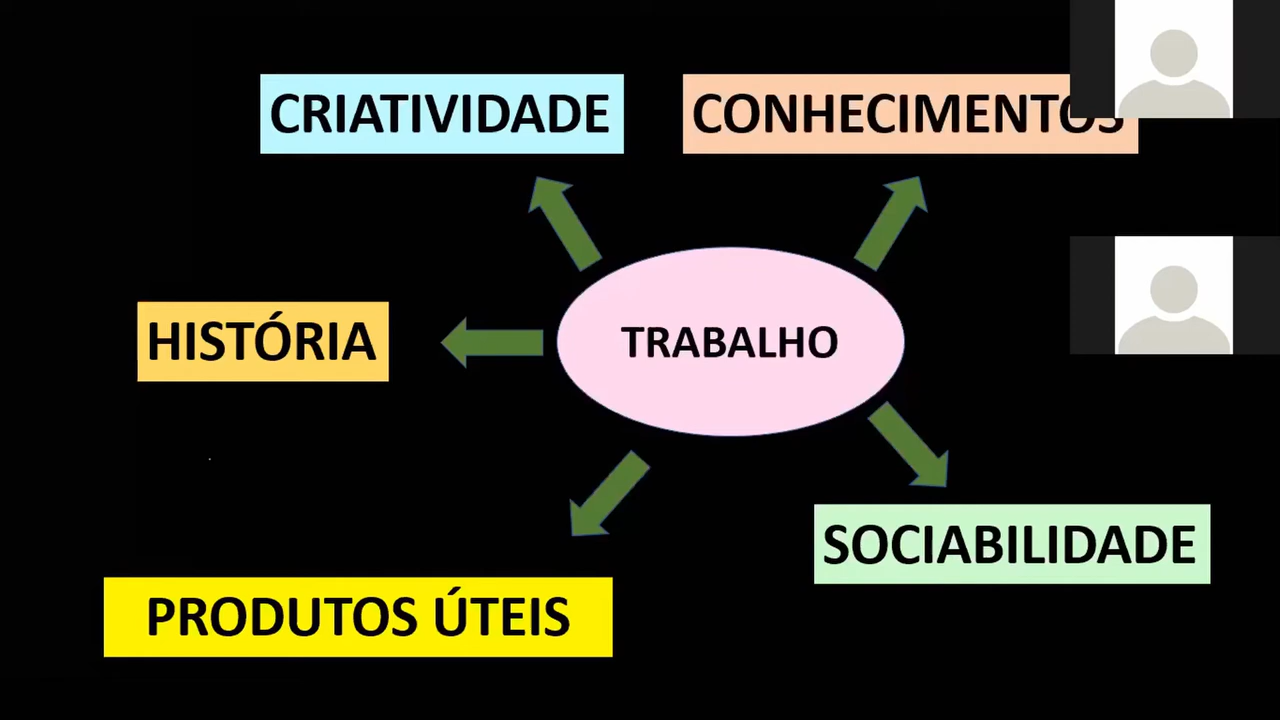 CRIATIVIDADE
CONHECIMENTOS
HISTÓRIA
TRABALHO
SOCIABILIDADE
PRODUTOS ÚTEIS